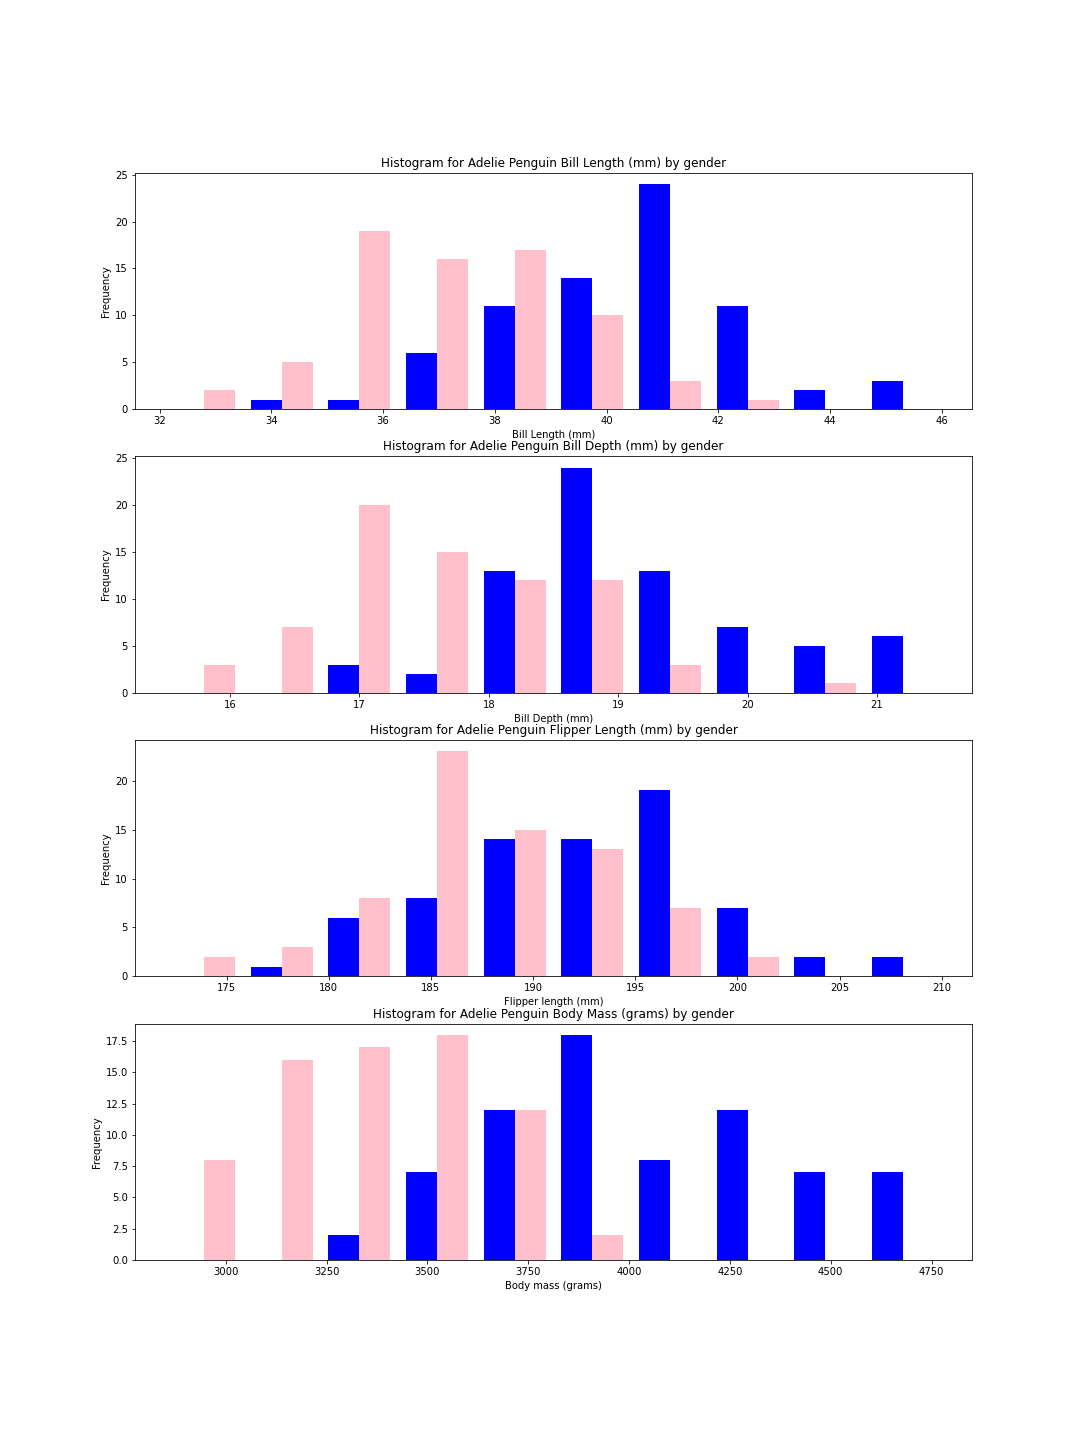 Histogram for Adelie Penguin Bill Length (mm) by gender
25
20
15
10
5
0
Frequency
32 34 36 38 40 42 44 46
Bill Length (mm)
Histogram for Adelie Penguin Bill Depth (mm) by gender
25
20
15
10
5
0
Frequency
16 17 18 19 20 21
Bill Depth (mm)
Histogram for Adelie Penguin Flipper Length (mm) by gender
20
15
10
5
0
Frequency
175 180 185 190 195 200 205 210
Flipper length (mm)
Histogram for Adelie Penguin Body Mass (grams) by gender
17.5
15.0
12.5
10.0
7.5
5.0
2.5
0.0
Frequency
3000 3250 3500 3750 4000 4250 4500 4750
Body mass (grams)